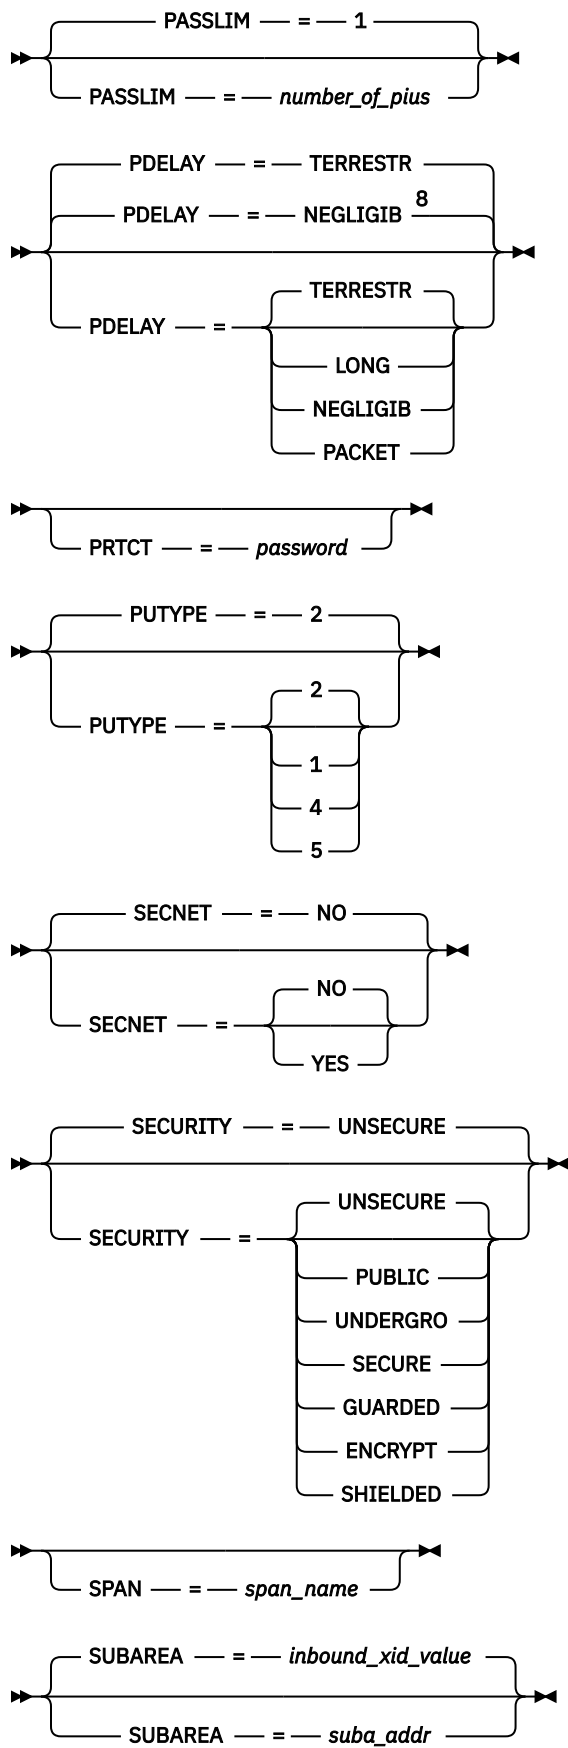 PASSLIM = 1
PASSLIM = number_of_pius
PDELAY = TERRESTR
PDELAY = NEGLIGIB 8
TERRESTR
PDELAY =
LONG
NEGLIGIB
PACKET
PRTCT = password
PUTYPE = 2
2
PUTYPE =
1
4
5
SECNET = NO
NO
SECNET =
YES
SECURITY = UNSECURE
UNSECURE
SECURITY =
PUBLIC
UNDERGRO
SECURE
GUARDED
ENCRYPT
SHIELDED
SPAN = span_name
SUBAREA = inbound_xid_value
SUBAREA = suba_addr